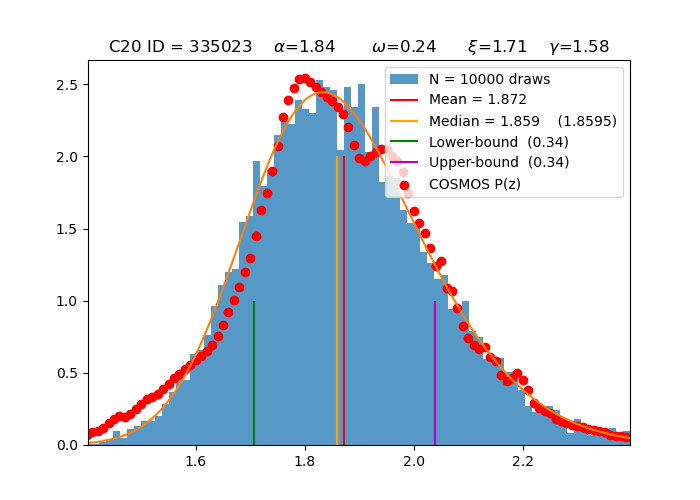 C20 ID = 335023 α=1.84 ω=0.24 ξ=1.71 γ=1.58
2.5
2.0
1.5
1.0
0.5
0.0
1.6 1.8 2.0 2.2
N = 10000 draws
Mean = 1.872
Median = 1.859 (1.8595)
Lower-bound (0.34)
Upper-bound (0.34)
COSMOS P(z)